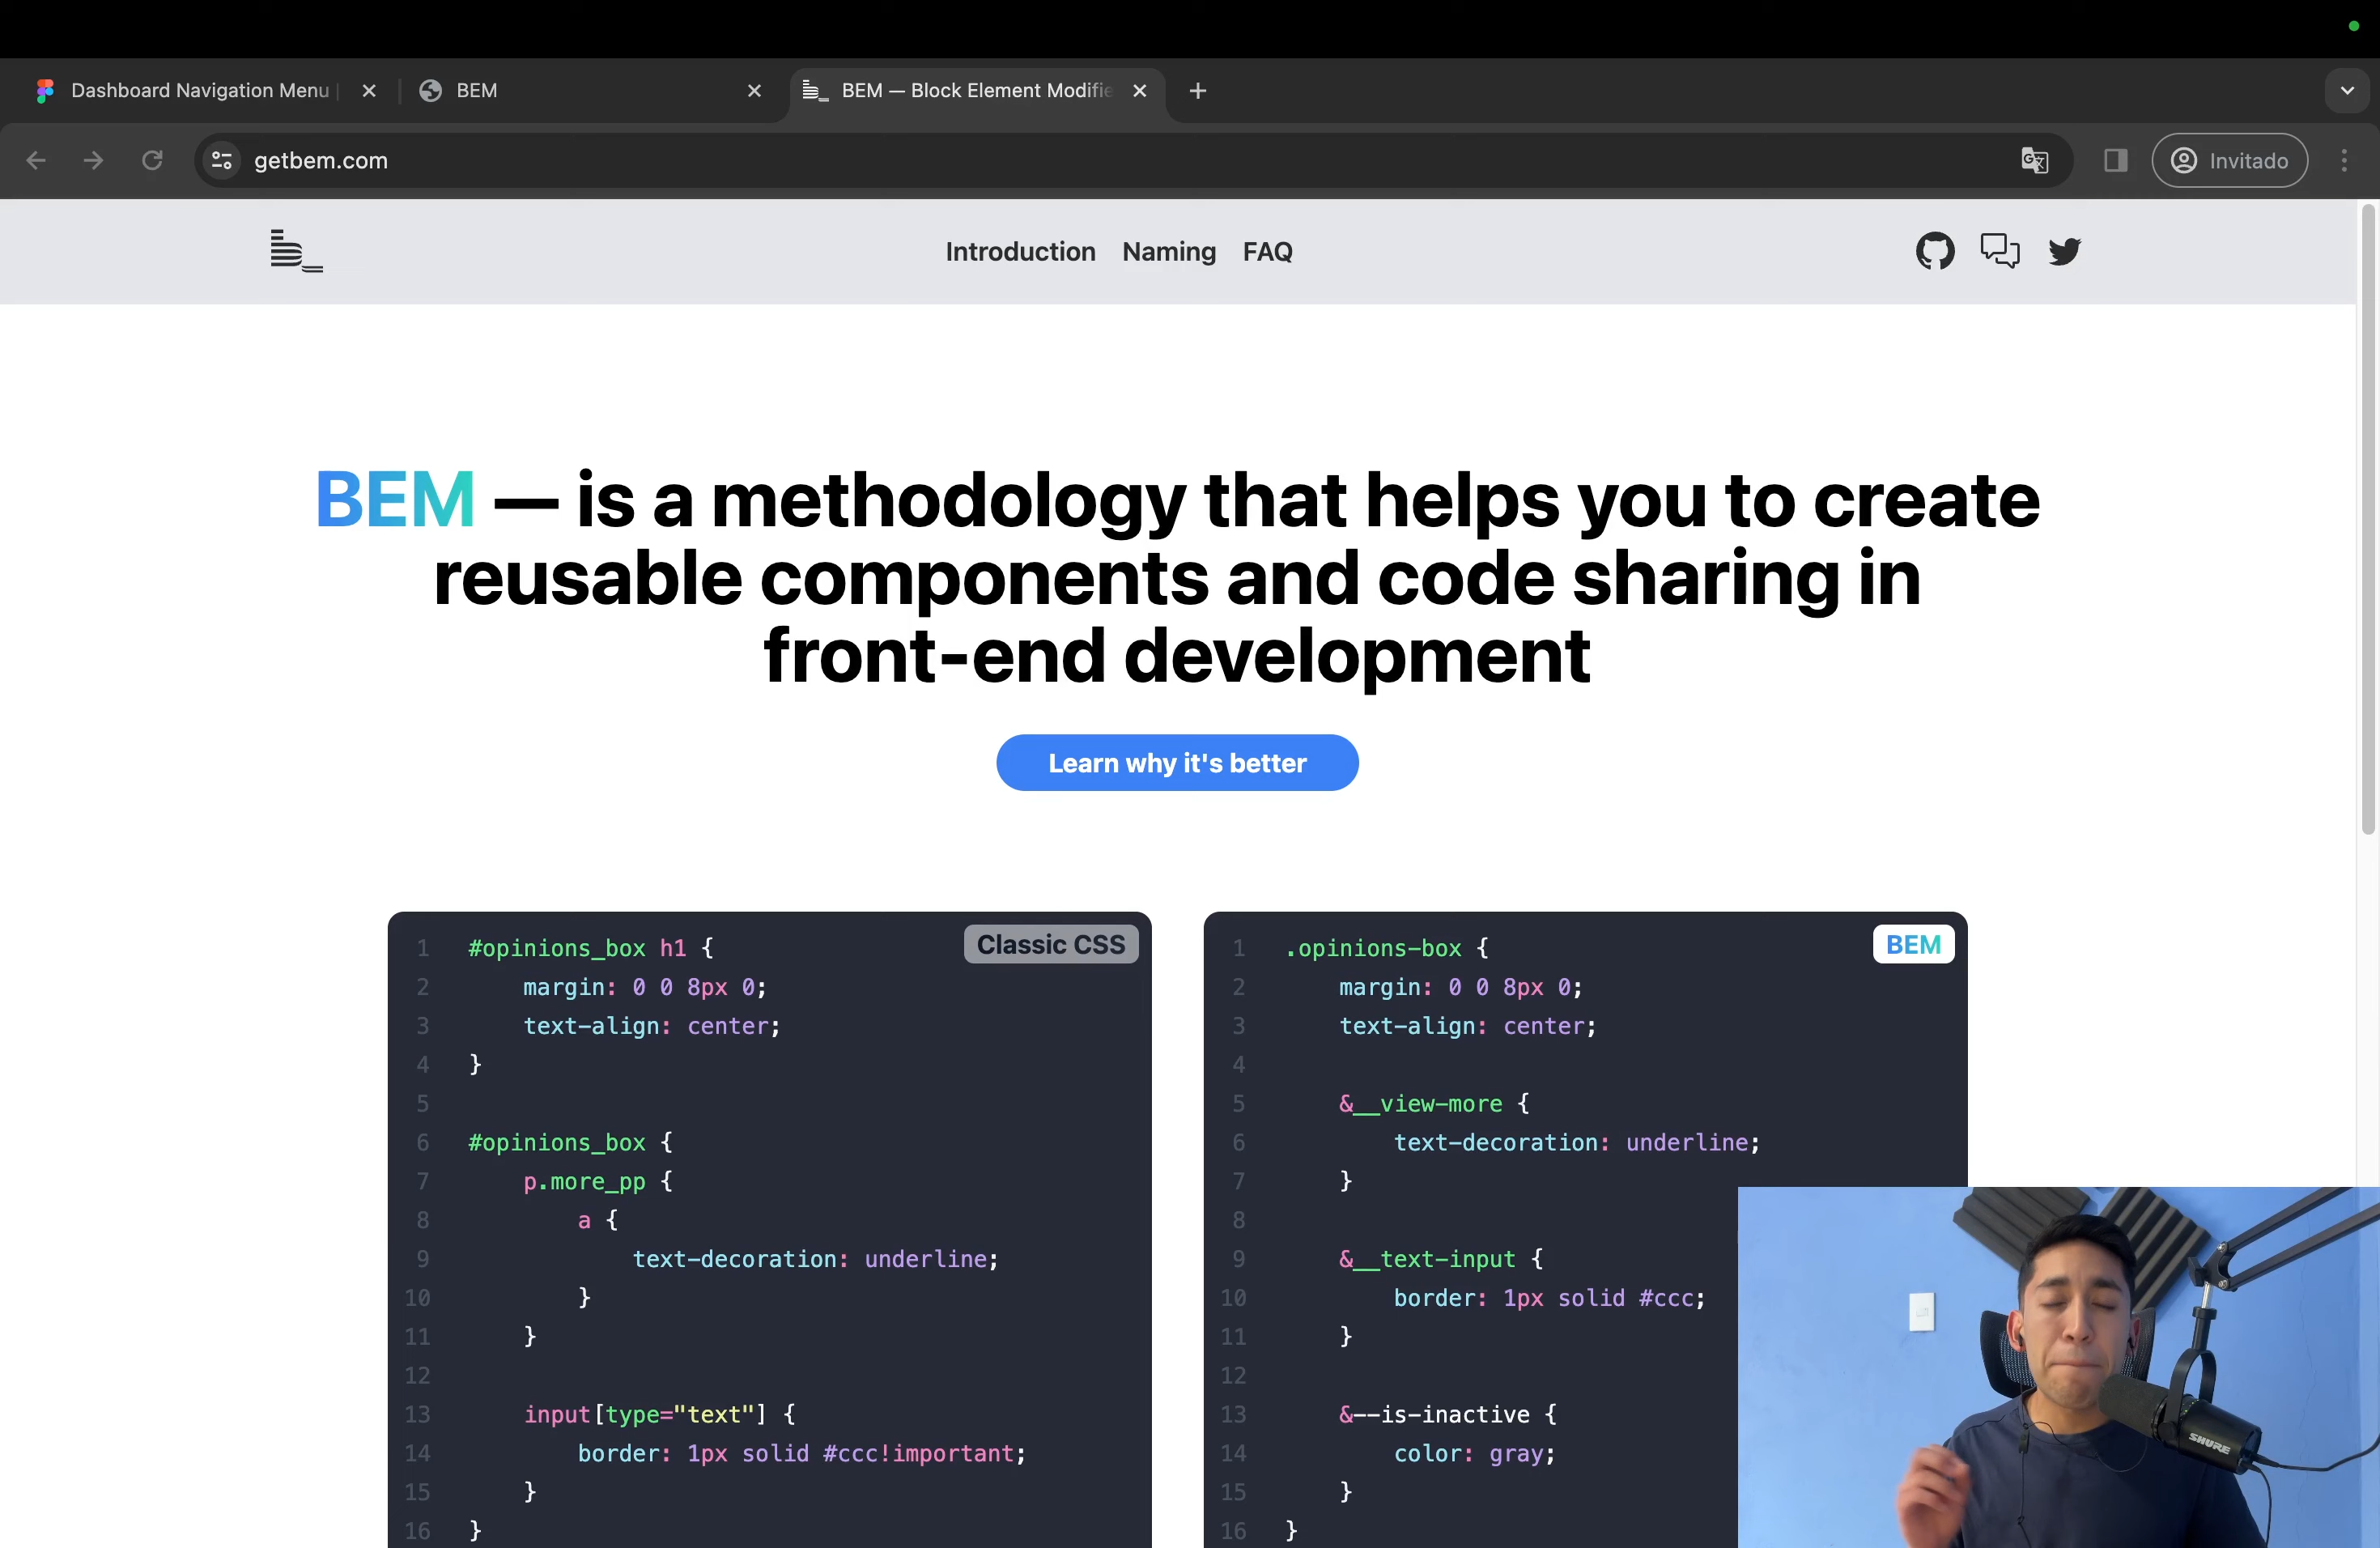 Dashboard Navigation Menu
BEM
BEM — Block Element Modifie
getbem.com
Invitado
Introduction
Naming
FAQ
BEM — is a methodology that helps you to create
reusable components and code sharing in
front-end development
Learn why it's better
Classic CSS
1 #opinions_box h1 {
2 margin: 0 0 8px 0;
3 text-align: center;
4 }
5
6 #opinions_box {
7 p.more_pp {
8 a {
9 text-decoration: underline;
10 }
11 }
12
13 input[type="text"] {
14 border: 1px solid #ccc!important;
15 }
16 }
BEM
1 .opinions-box {
2 margin: 0 0 8px 0;
3 text-align: center;
4
5 &__view-more {
6 text-decoration: underline;
7 }
8
9 &__text-input {
10 border: 1px solid #ccc;
11 }
12
13 &--is-inactive {
14 color: gray;
15 }
16 }
SHURE